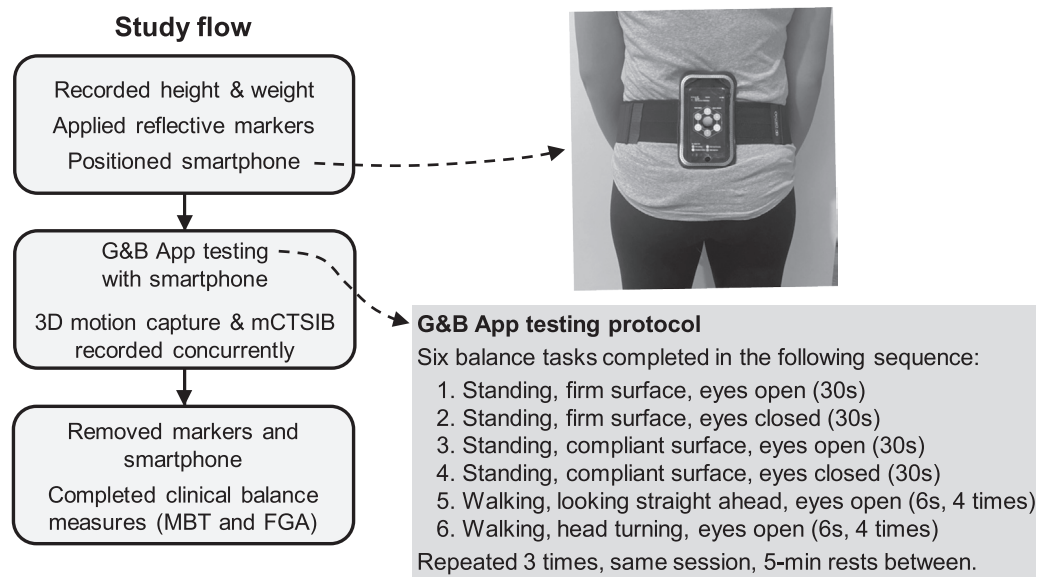 Study flow
Recorded height & weight
Applied reflective markers
Positioned smartphone
G&B App testing
with smartphone
3D motion capture & mCTSIB
recorded concurrently
Removed markers and
smartphone
Completed clinical balance
measures (MBT and FGA)
G&B App testing protocol
Six balance tasks completed in the following sequence:
1. Standing, firm surface, eyes open (30s)
2. Standing, firm surface, eyes closed (30s)
3. Standing, compliant surface, eyes open (30s)
4. Standing, compliant surface, eyes closed (30s)
5. Walking, looking straight ahead, eyes open (6s, 4 times)
6. Walking, head turning, eyes open (6s, 4 times)
Repeated 3 times, same session, 5-min rests between.